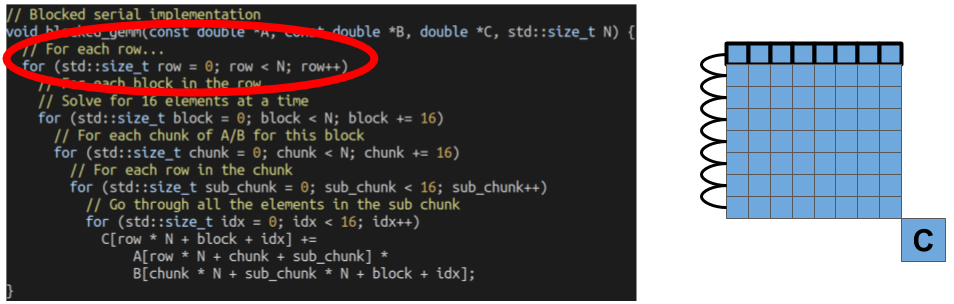 // Blocked serial implementation
void blocked_gemm(const double *A, const double *B, double *C, std::size_t N) {
// For each row...
for (std::size_t row = 0; row < N; row++)
// For each block in the row
// Solve for 16 elements at a time
for (std::size_t block = 0; block < N; block += 16)
// For each chunk of A/B for this block
for (std::size_t chunk = 0; chunk < N; chunk += 16)
// For each row in the chunk
for (std::size_t sub_chunk = 0; sub_chunk < 16; sub_chunk++)
// Go through all the elements in the sub chunk
for (std::size_t idx = 0; idx < 16; idx++)
C[row * N + block + idx] +=
A[row * N + chunk + sub_chunk] *
B[chunk * N + sub_chunk * N + block + idx];
}
C